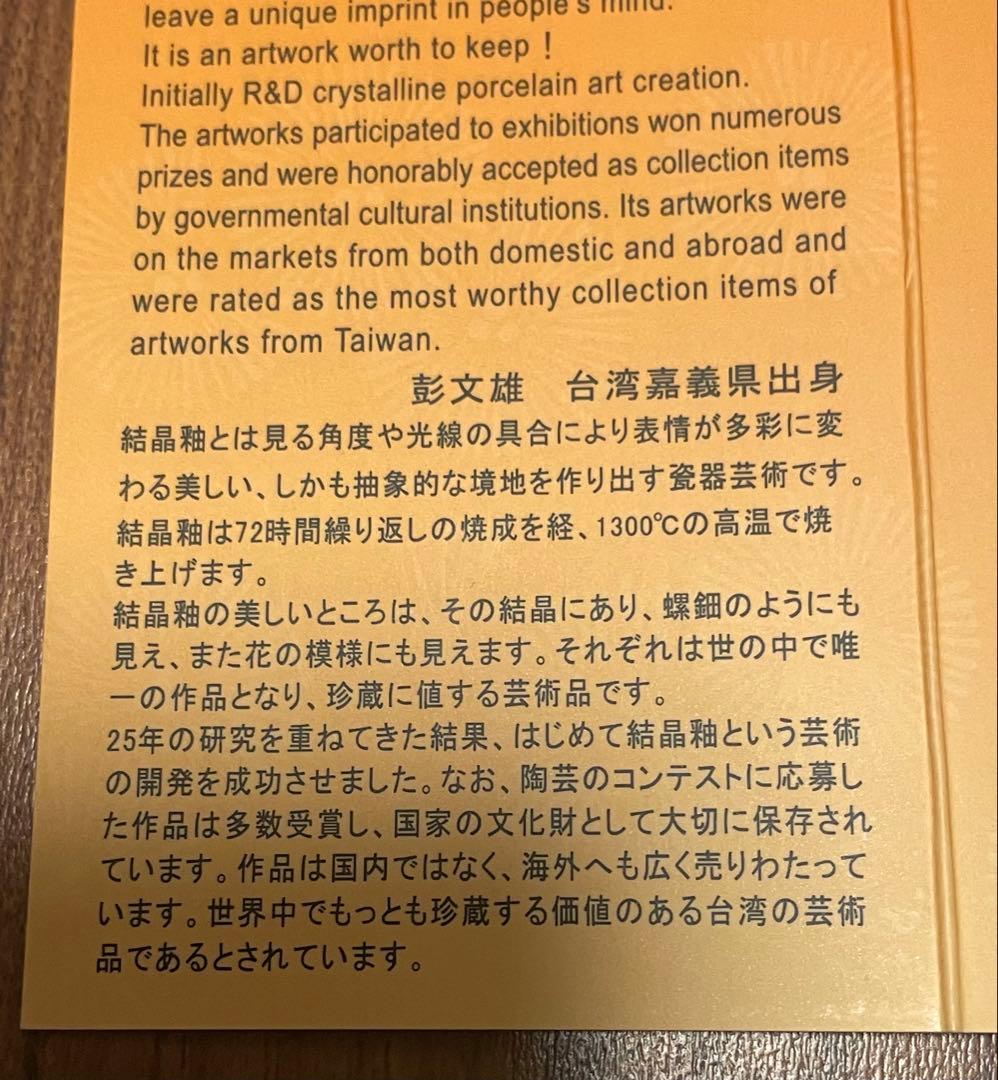 leave a unique imprint in people's mind.
It is an artwork worth to keep !
Initially R&D crystalline porcelain art creation.
The artworks participated to exhibitions won numerous
prizes and were honorably accepted as collection items
by governmental cultural institutions. Its artworks were
on the markets from both domestic and abroad and
were rated as the most worthy collection items of
artworks from Taiwan.
彭文雄　台湾嘉義県出身
結晶釉とは見る角度や光線の具合により表情が多彩に変
わる美しい、しかも抽象的な境地を作り出す瓷器芸術です。
結晶釉は72時間繰り返しの焼成を経、1300℃の高温で焼
き上げます。
結晶釉の美しいところは、その結晶にあり、螺鈿のようにも
見え、また花の模様にも見えます。それぞれは世の中で唯
一の作品となり、珍蔵に値する芸術品です。
25年の研究を重ねてきた結果、はじめて結晶釉という芸術
の開発を成功させました。なお、陶芸のコンテストに応募し
た作品は多数受賞し、国家の文化財として大切に保存され
ています。作品は国内ではなく、海外へも広く売りわたって
います。世界中でもっとも珍蔵する価値のある台湾の芸術
品であるとされています。